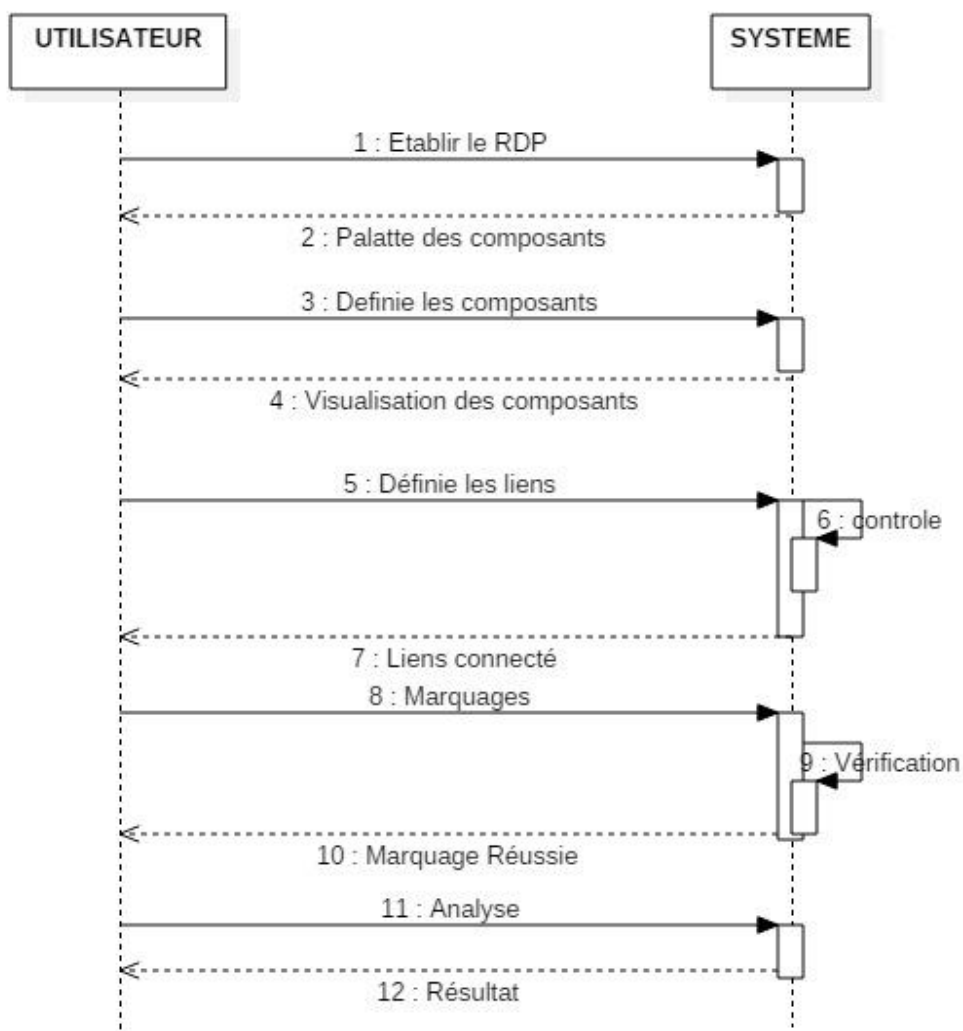 UTILISATEUR
SYSTEME
1 : Etablir le RDP
2 : Palatte des composants
3 : Definie les composants
4 : Visualisation des composants
5 : Définie les liens
6 : controle
7 : Liens connecté
8 : Marquages
9 : Vérification
10 : Marquage Réussie
11 : Analyse
12 : Résultat